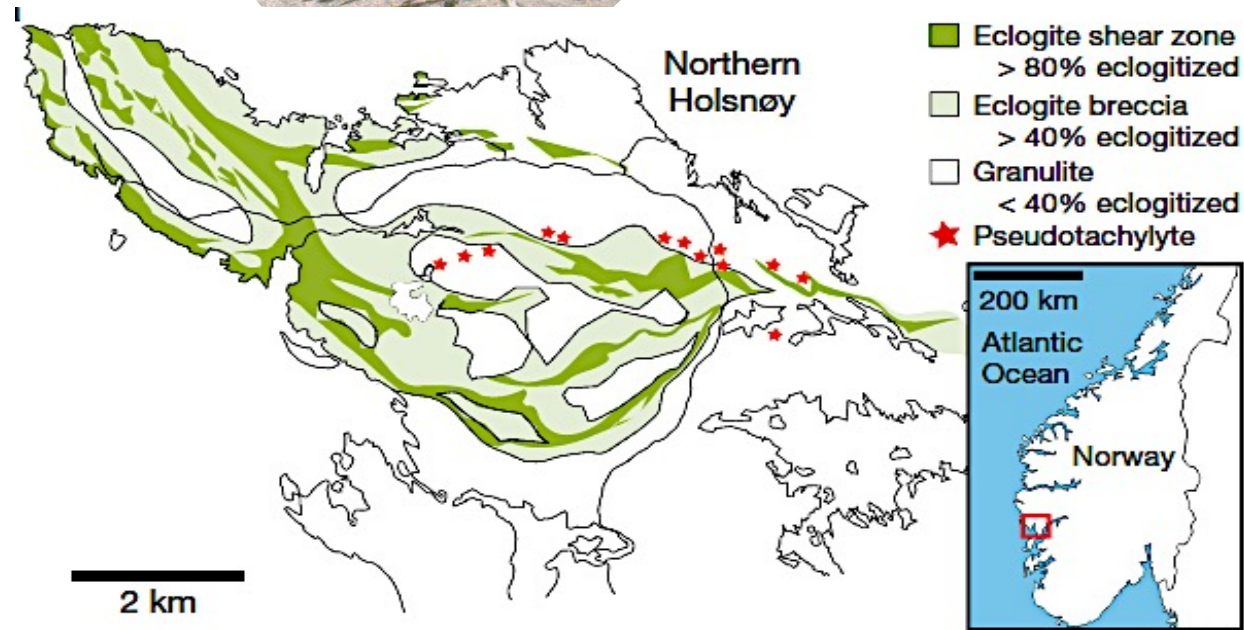 Northern
Holsnøy
Eclogite shear zone
> 80% eclogitized
Eclogite breccia
> 40% eclogitized
Granulite
< 40% eclogitized
Pseudotachylyte
200 km
Atlantic
Ocean
Norway
2 km